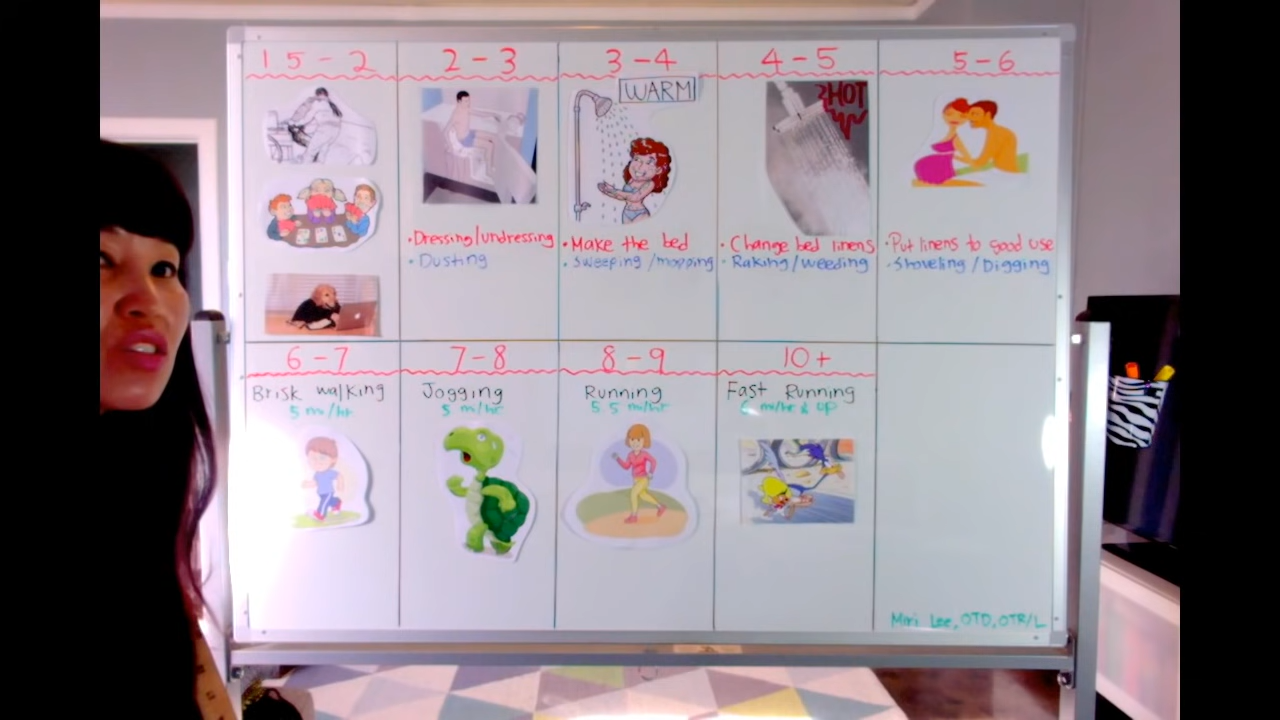 1 5 - 2
2 - 3
3 - 4
4 - 5
5 - 6
WARM
HOT
• Dressing/undressing
• Dusting
• Make the bed
• Sweeping/mopping
• Change bed linens
• Raking/weeding
• Put linens to good use
• Shoveling/Digging
6 - 7
Brisk walking
5 mi/hr
7 - 8
Jogging
5 mi/hr
8 - 9
Running
5.5 mi/hr
10+
Fast Running
6 mi/hr & up
Miri Lee, OTD, OTR/L